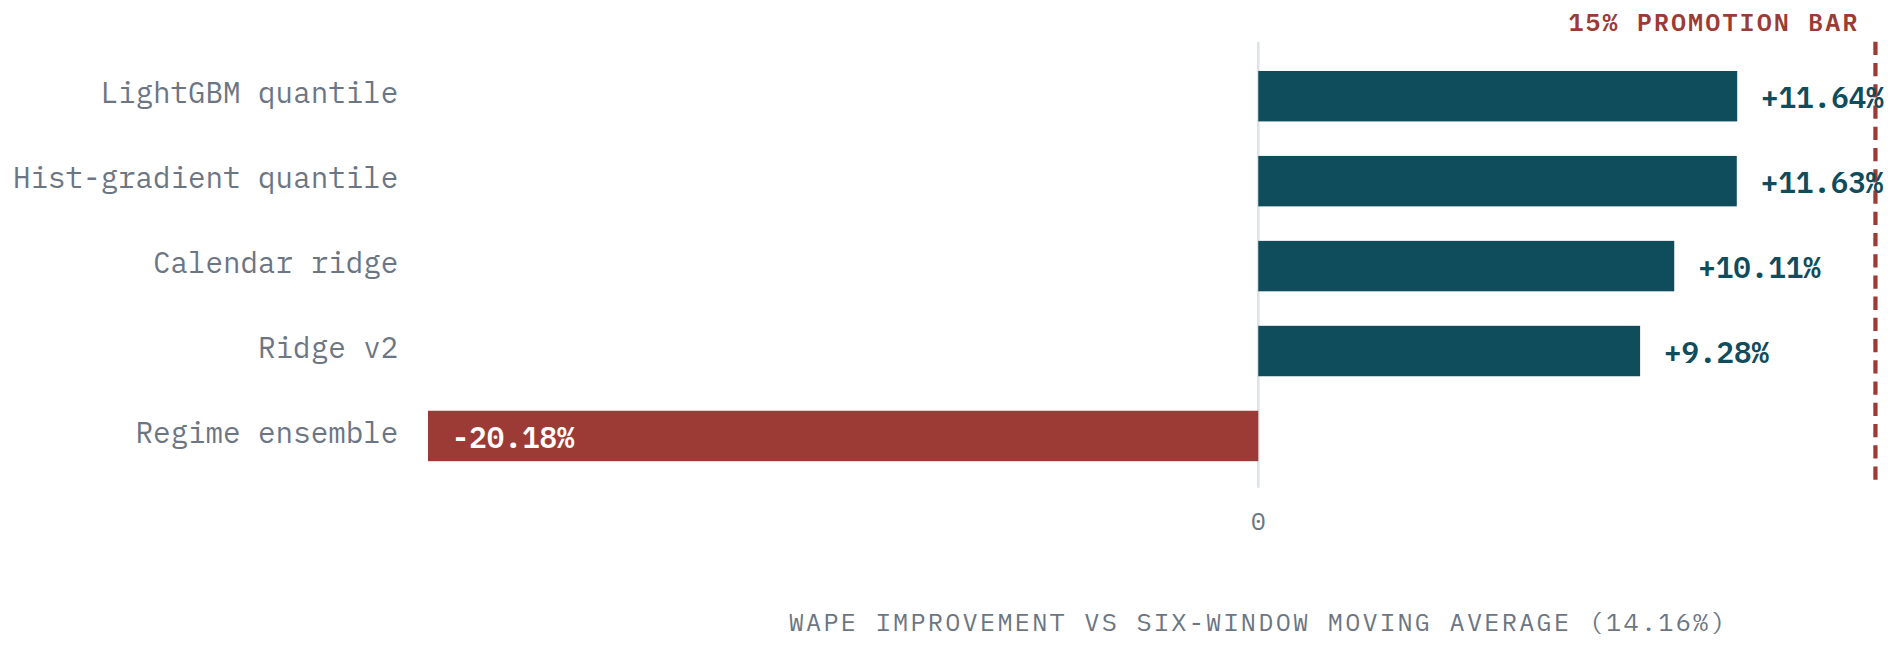 15% PROMOTION BAR
LightGBM quantile +11.64%
Hist-gradient quantile +11.63%
Calendar ridge +10.11%
Ridge v2 +9.28%
Regime ensemble -20.18%
0
WAPE IMPROVEMENT VS SIX-WINDOW MOVING AVERAGE (14.16%)